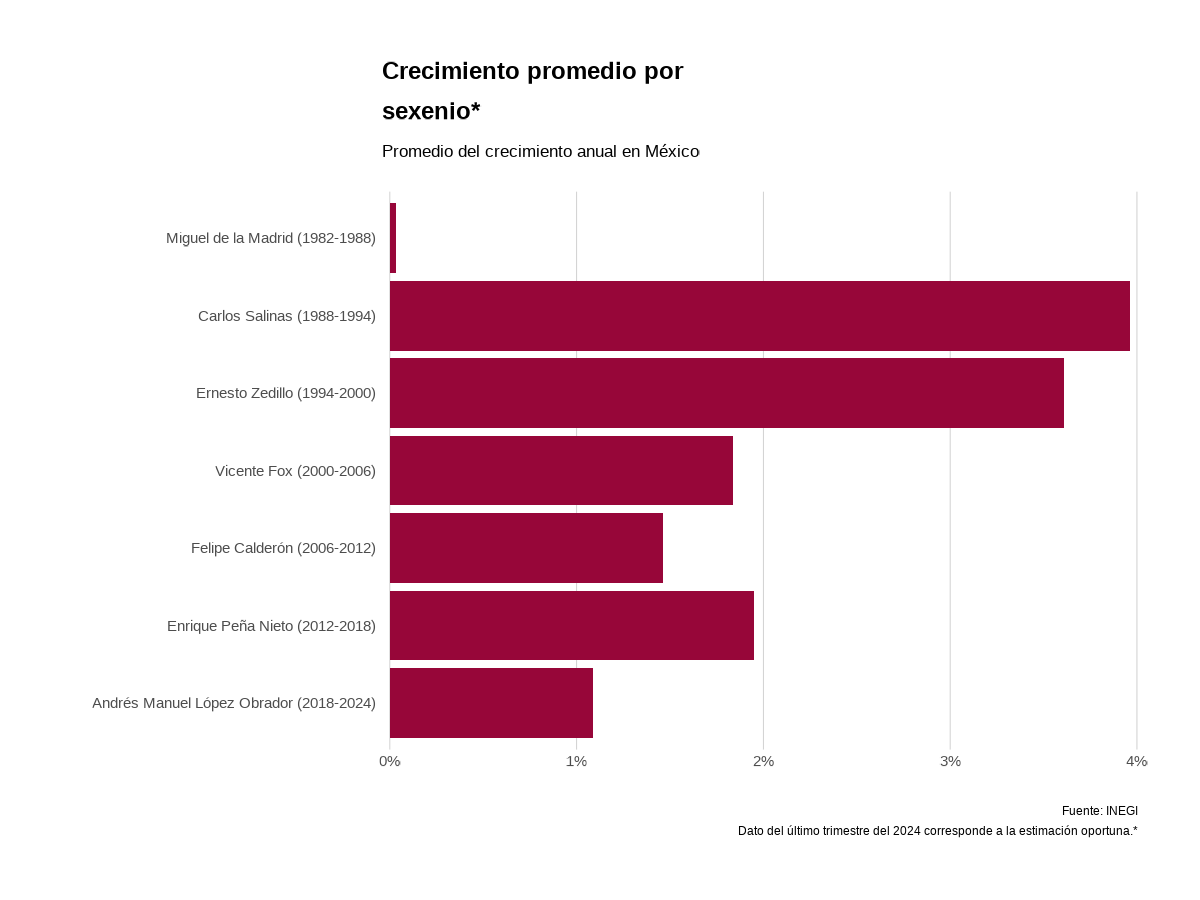 Crecimiento promedio por
sexenio*
Promedio del crecimiento anual en México
Miguel de la Madrid (1982-1988)
Carlos Salinas (1988-1994)
Ernesto Zedillo (1994-2000)
Vicente Fox (2000-2006)
Felipe Calderón (2006-2012)
Enrique Peña Nieto (2012-2018)
Andrés Manuel López Obrador (2018-2024)
0% 1% 2% 3% 4%
Fuente: INEGI
Dato del último trimestre del 2024 corresponde a la estimación oportuna.*